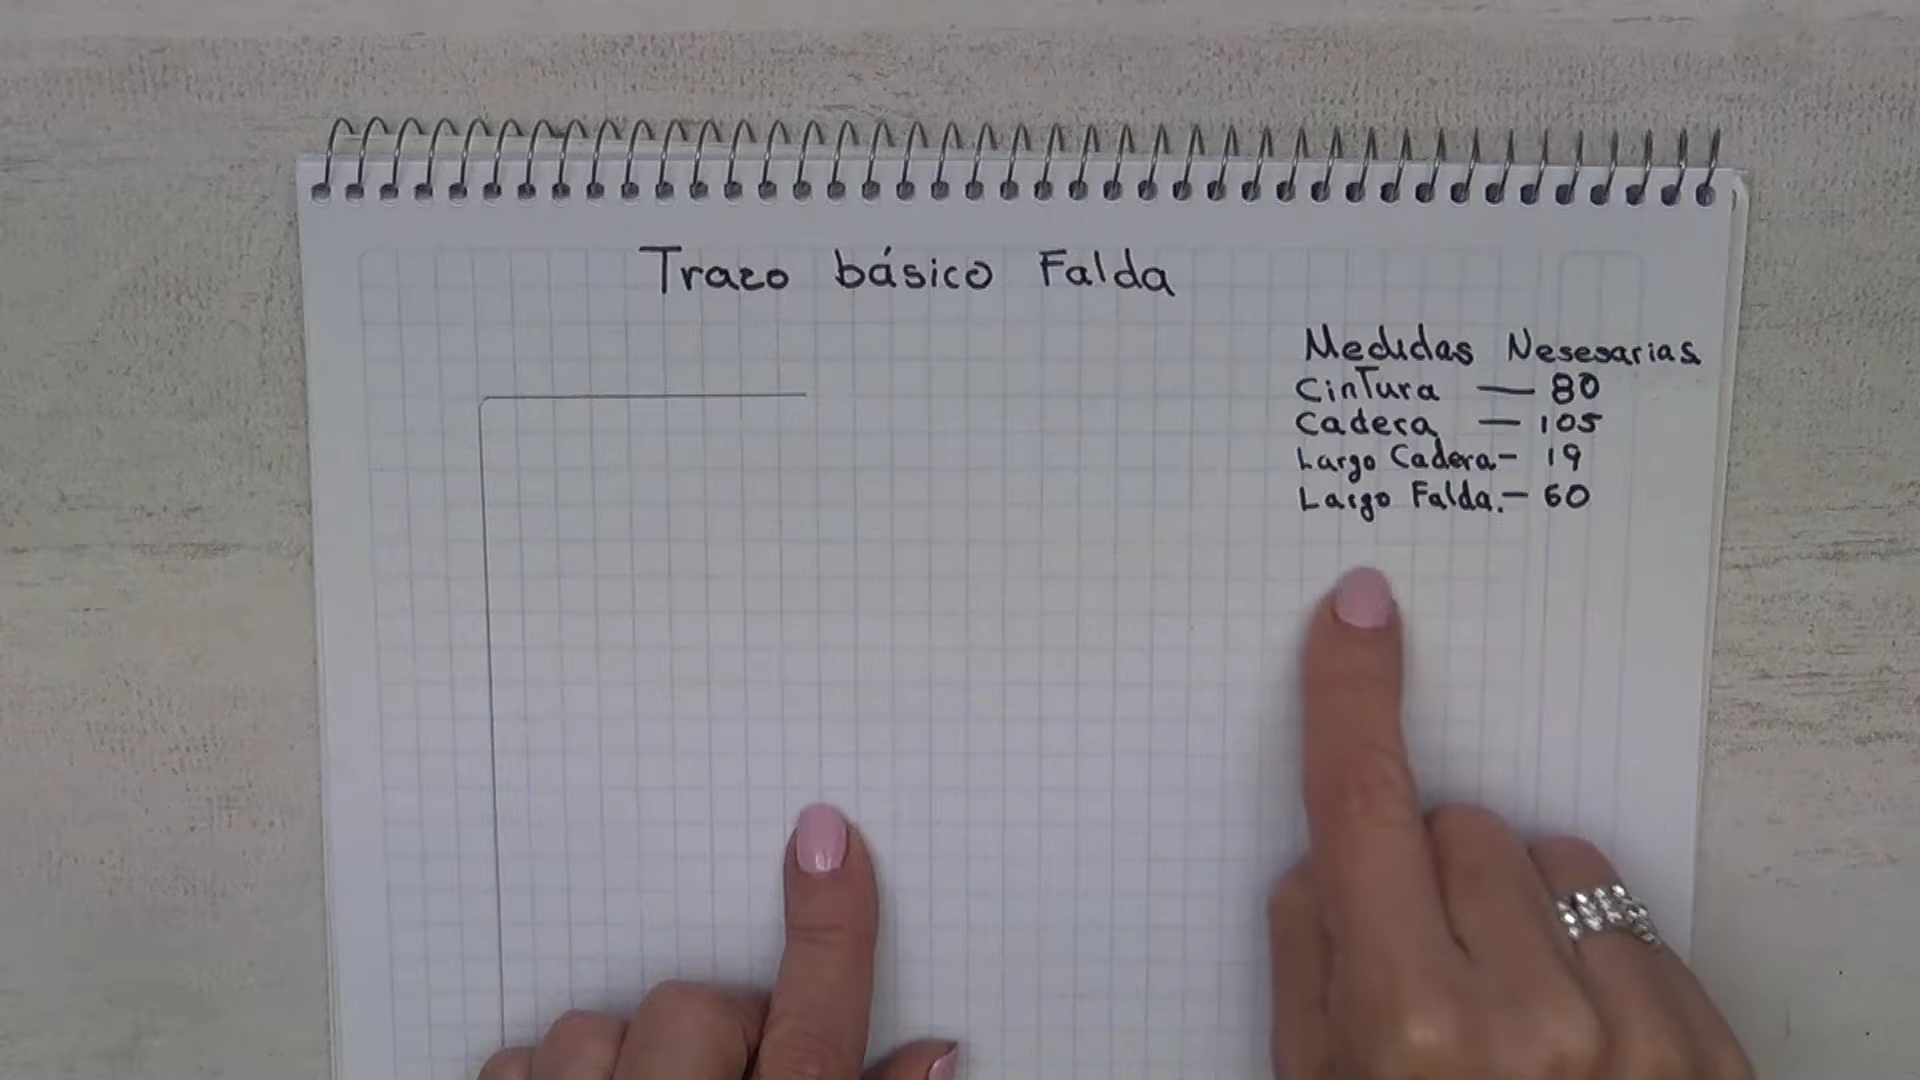 Trazo básico Falda
Medidas Nesesarias
Cintura — 80
Cadera — 105
Largo Cadera- 19
Largo Falda.- 60